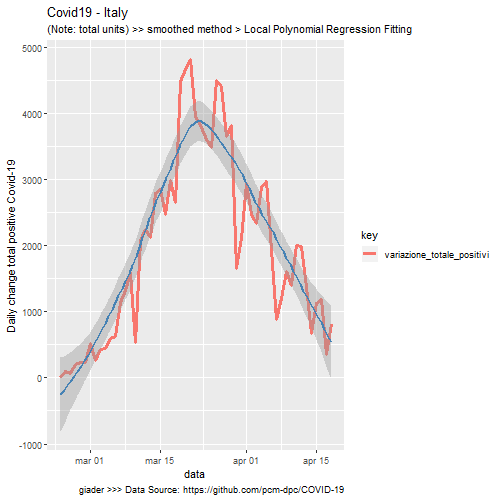 Covid19 - Italy
(Note: total units) >> smoothed method > Local Polynomial Regression Fitting
Daily change total positive Covid-19
5000
4000
3000
2000
1000
0
-1000
mar 01
mar 15
apr 01
apr 15
data
key
variazione_totale_positivi
giader >>> Data Source: https://github.com/pcm-dpc/COVID-19